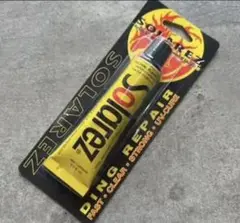 SOLAREZ
SOLAREZ
Solarez
DING REPAIR
FAST • CLEAR • STRONG • UV-CURE